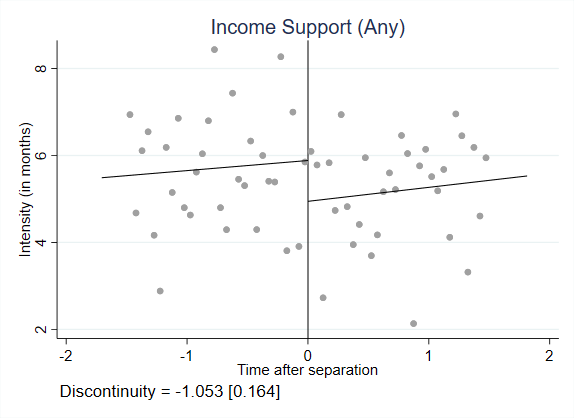 Income Support (Any)
Intensity (in months)
8
6
4
2
-2 -1 0 1 2
Time after separation
Discontinuity = -1.053 [0.164]